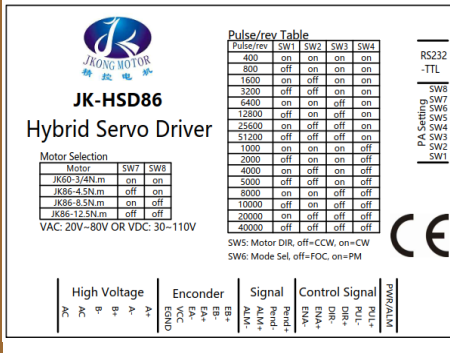 JKONG MOTOR
精 控 电 机
JK-HSD86
Hybrid Servo Driver
Motor Selection
Motor SW7 SW8
JK60-3/4N.m on on
JK86-4.5N.m off on
JK86-8.5N.m on off
JK86-12.5N.m off off
VAC: 20V~80V OR VDC: 30~110V
Pulse/rev Table
Pulse/rev SW1 SW2 SW3 SW4
400 on on on on
800 off on on on
1600 on off on on
3200 off off on on
6400 on on off on
12800 off on off on
25600 on off off on
51200 off off off on
1000 on on on off
2000 off on on off
4000 on off on off
5000 off off on off
8000 on on off off
10000 off on off off
20000 on off off off
40000 off off off off
SW5: Motor DIR, off=CCW, on=CW
SW6: Mode Sel, off=FOC, on=PM
RS232
-TTL
PA Setting
SW8
SW7
SW6
SW5
SW4
SW3
SW2
SW1
CE
High Voltage
AC
AC
B-
B+
A-
A+
Enconder
EGND
VCC
EA-
EA+
EB-
EB+
Signal
ALM-
ALM+
Pend-
Pend+
Control Signal
ENA-
ENA+
DIR-
DIR+
PUL-
PUL+
PWR/ALM